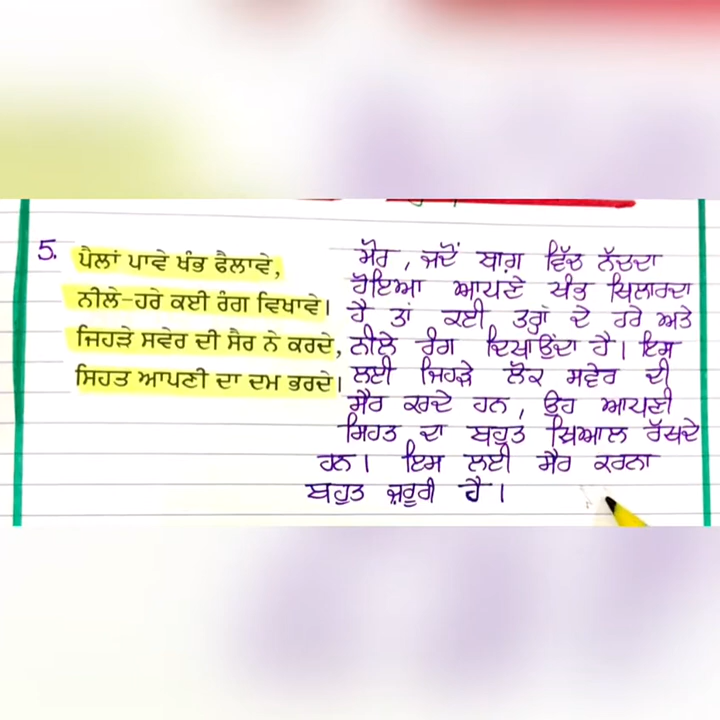 5.
ਪੈਲਾਂ ਪਾਵੇ ਖੰਭ ਫੈਲਾਵੇ,
ਨੀਲੇ-ਹਰੇ ਕਈ ਰੰਗ ਵਿਖਾਵੇ।
ਜਿਹੜੇ ਸਵੇਰ ਦੀ ਸੈਰ ਨੇ ਕਰਦੇ,
ਸਿਹਤ ਆਪਣੀ ਦਾ ਦਮ ਭਰਦੇ।
ਮੋਰ, ਜਦੋਂ ਬਾਗ਼ ਵਿੱਚ ਨੱਚਦਾ
ਹੋਇਆ ਆਪਣੇ ਖੰਭ ਖਿਲਾਰਦਾ
ਹੈ ਤਾਂ ਕਈ ਤਰ੍ਹਾਂ ਦੇ ਹਰੇ ਅਤੇ
ਨੀਲੇ ਰੰਗ ਦਿਖਾਉਂਦਾ ਹੈ। ਇਸ
ਲਈ ਜਿਹੜੇ ਲੋਕ ਸਵੇਰ ਦੀ
ਸੈਰ ਕਰਦੇ ਹਨ, ਉਹ ਆਪਣੀ
ਸਿਹਤ ਦਾ ਬਹੁਤ ਖਿਆਲ ਰੱਖਦੇ
ਹਨ। ਇਸ ਲਈ ਸੈਰ ਕਰਨਾ
ਬਹੁਤ ਜ਼ਰੂਰੀ ਹੈ।